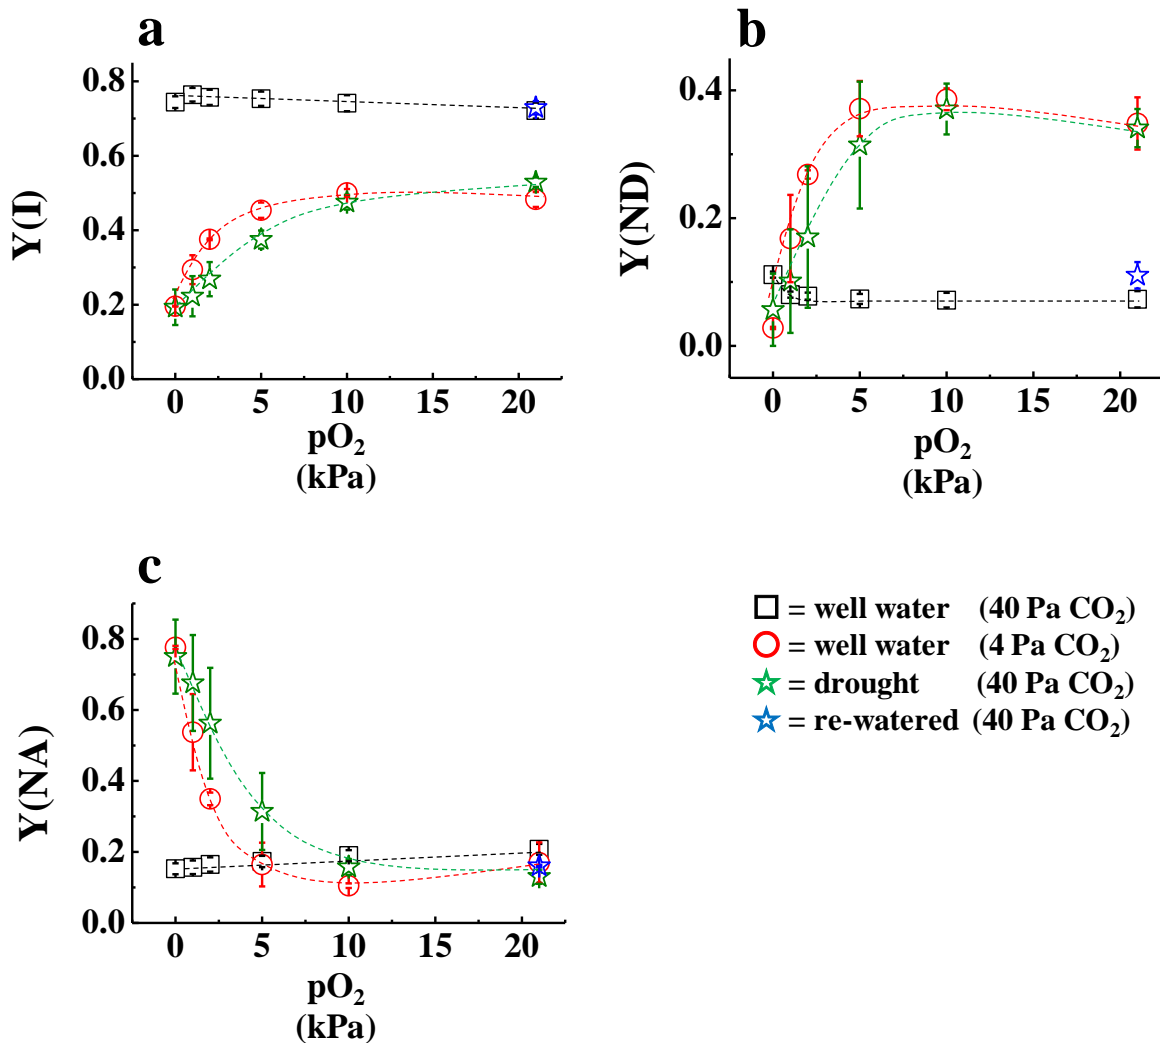 a
Y(I)
0.8
0.6
0.4
0.2
0.0
0 5 10 15 20
pO₂
(kPa)
b
Y(ND)
0.4
0.2
0.0
0 5 10 15 20
pO₂
(kPa)
c
Y(NA)
0.8
0.6
0.4
0.2
0.0
0 5 10 15 20
pO₂
(kPa)
= well water (40 Pa CO₂)
= well water (4 Pa CO₂)
= drought (40 Pa CO₂)
= re-watered (40 Pa CO₂)